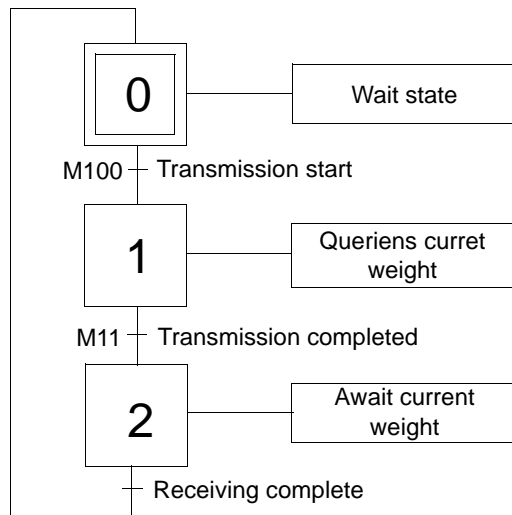 0
Wait state
M100 Transmission start
1
Queriens curret
weight
M11 Transmission completed
2
Await current
weight
Receiving complete